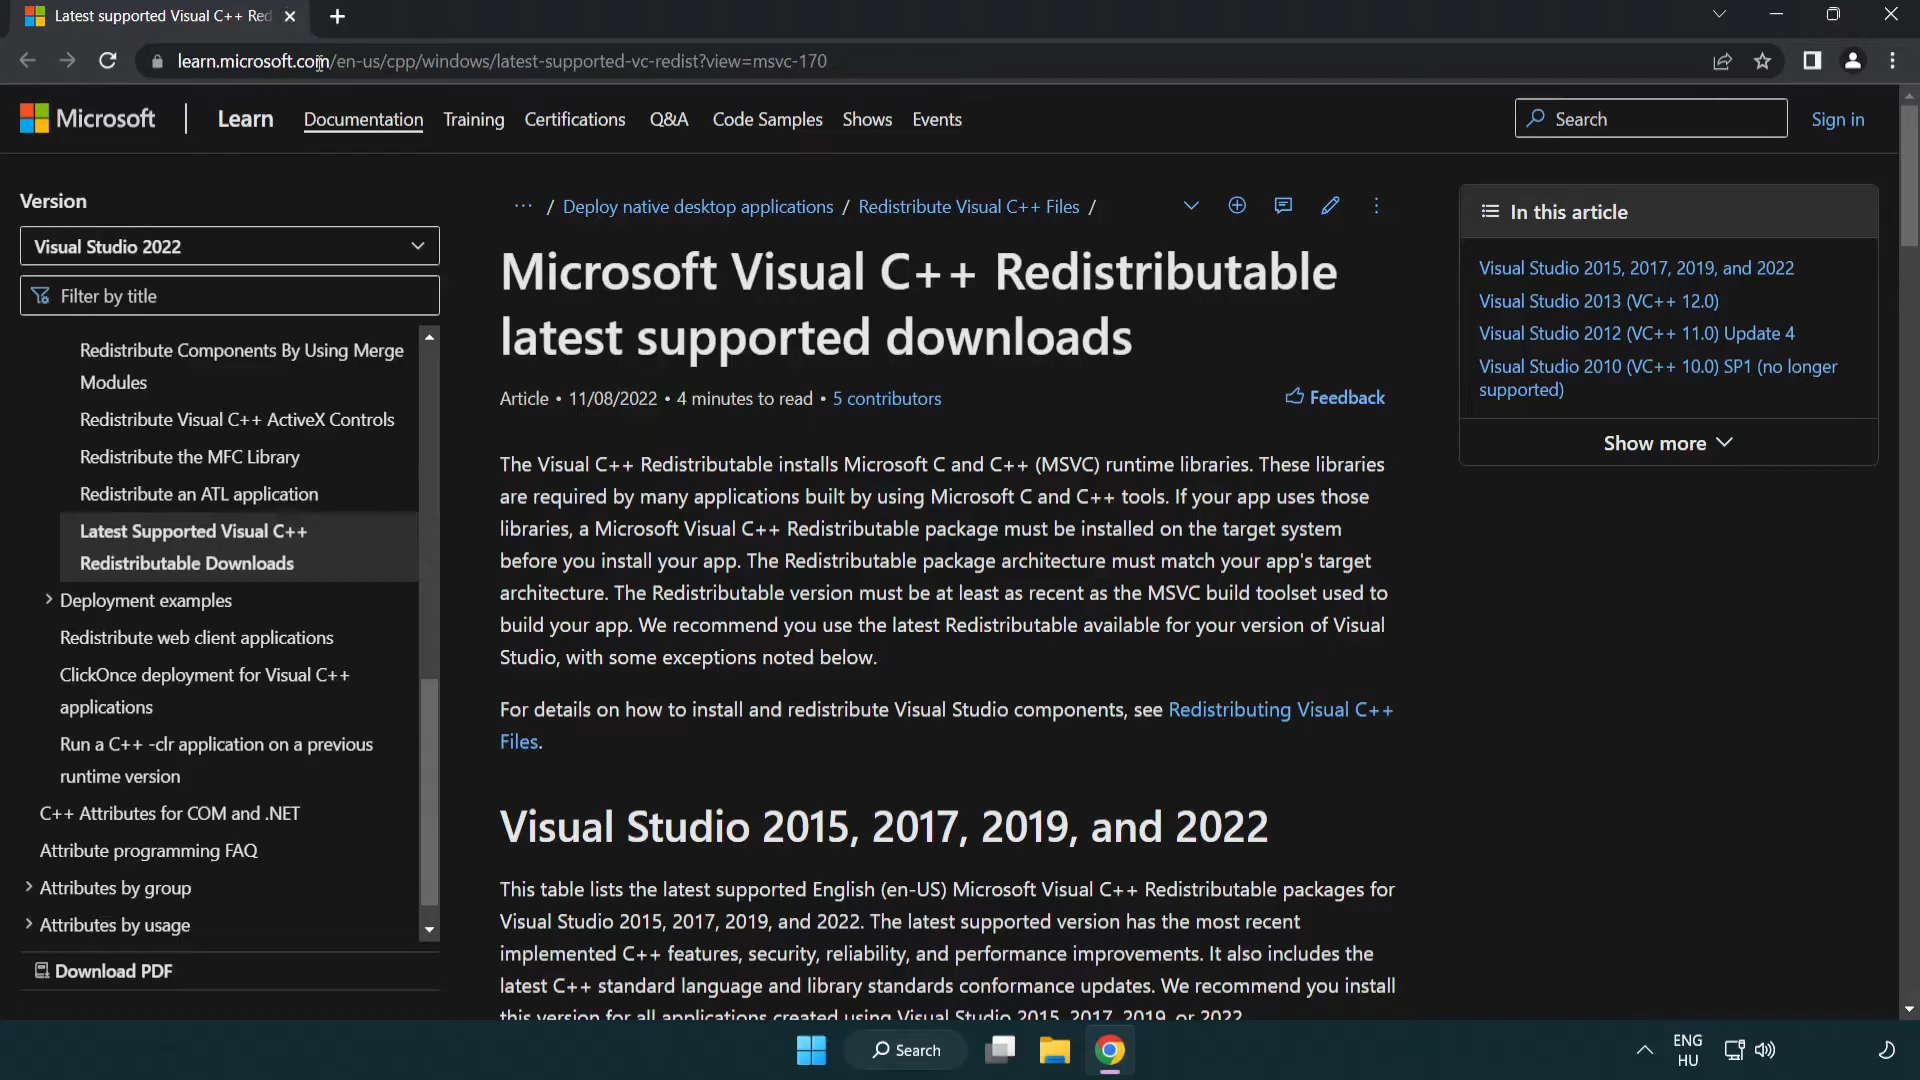 Latest supported Visual C++ Red
learn.microsoft.com/en-us/cpp/windows/latest-supported-vc-redist?view=msvc-170
Microsoft
Learn
Documentation
Training
Certifications
Q&A
Code Samples
Shows
Events
Search
Sign in
Version
Visual Studio 2022
Filter by title
Redistribute Components By Using Merge
Modules
Redistribute Visual C++ ActiveX Controls
Redistribute the MFC Library
Redistribute an ATL application
Latest Supported Visual C++
Redistributable Downloads
Deployment examples
Redistribute web client applications
ClickOnce deployment for Visual C++
applications
Run a C++ -clr application on a previous
runtime version
C++ Attributes for COM and .NET
Attribute programming FAQ
Attributes by group
Attributes by usage
Download PDF
··· / Deploy native desktop applications / Redistribute Visual C++ Files /
Microsoft Visual C++ Redistributable
latest supported downloads
Article • 11/08/2022 • 4 minutes to read • 5 contributors
Feedback
The Visual C++ Redistributable installs Microsoft C and C++ (MSVC) runtime libraries. These libraries
are required by many applications built by using Microsoft C and C++ tools. If your app uses those
libraries, a Microsoft Visual C++ Redistributable package must be installed on the target system
before you install your app. The Redistributable package architecture must match your app's target
architecture. The Redistributable version must be at least as recent as the MSVC build toolset used to
build your app. We recommend you use the latest Redistributable available for your version of Visual
Studio, with some exceptions noted below.
For details on how to install and redistribute Visual Studio components, see Redistributing Visual C++
Files.
Visual Studio 2015, 2017, 2019, and 2022
This table lists the latest supported English (en-US) Microsoft Visual C++ Redistributable packages for
Visual Studio 2015, 2017, 2019, and 2022. The latest supported version has the most recent
implemented C++ features, security, reliability, and performance improvements. It also includes the
latest C++ standard language and library standards conformance updates. We recommend you install
this version for all applications created using Visual Studio 2015, 2017, 2019, or 2022.
In this article
Visual Studio 2015, 2017, 2019, and 2022
Visual Studio 2013 (VC++ 12.0)
Visual Studio 2012 (VC++ 11.0) Update 4
Visual Studio 2010 (VC++ 10.0) SP1 (no longer
supported)
Show more
Search
ENG
HU